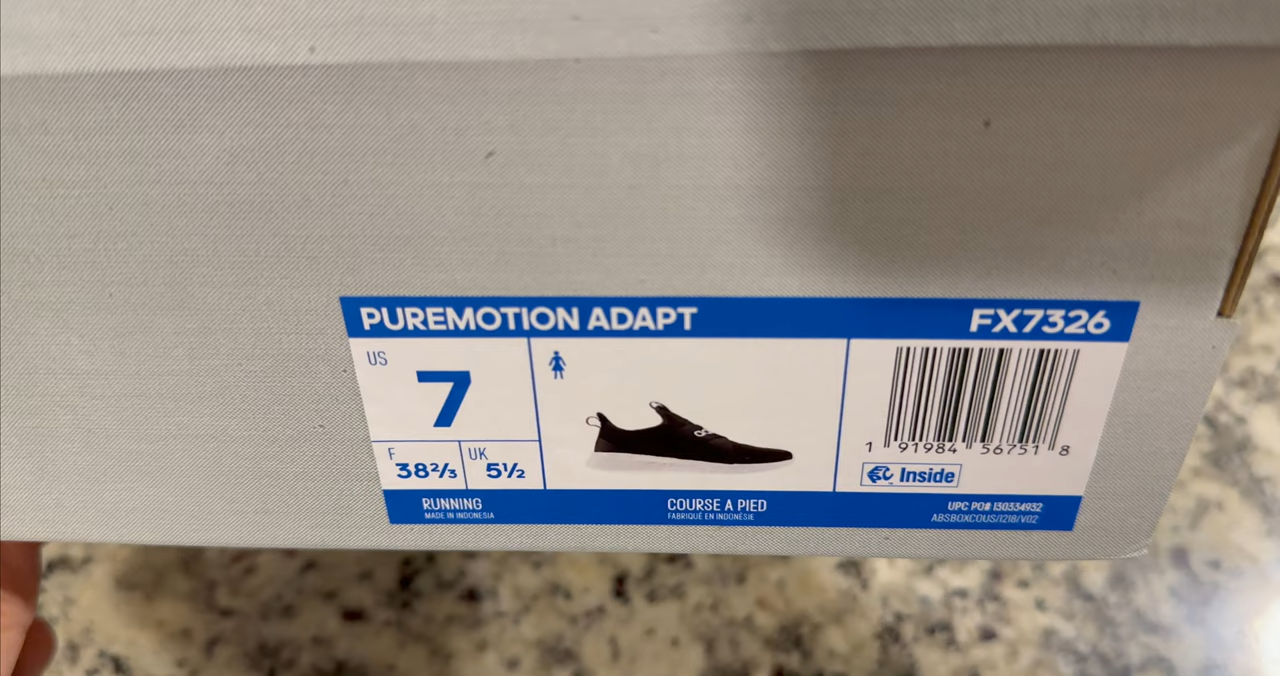 PUREMOTION ADAPT
FX7326
US
7
F
38⅔
UK
5½
1 91984 56751 8
Inside
RUNNING
MADE IN INDONESIA
COURSE A PIED
FABRIQUÉ EN INDONÉSIE
UPC PO# 130334932
ABSBOXCOUS/1218/V02